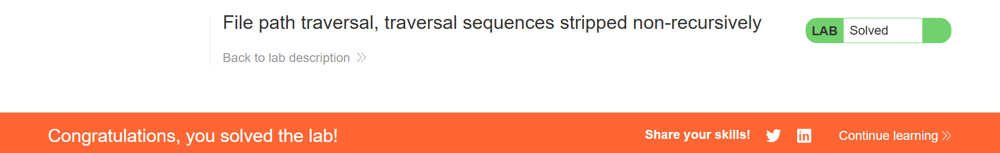 File path traversal, traversal sequences stripped non-recursively
LAB Solved
Back to lab description
Congratulations, you solved the lab!
Share your skills!
in
Continue learning